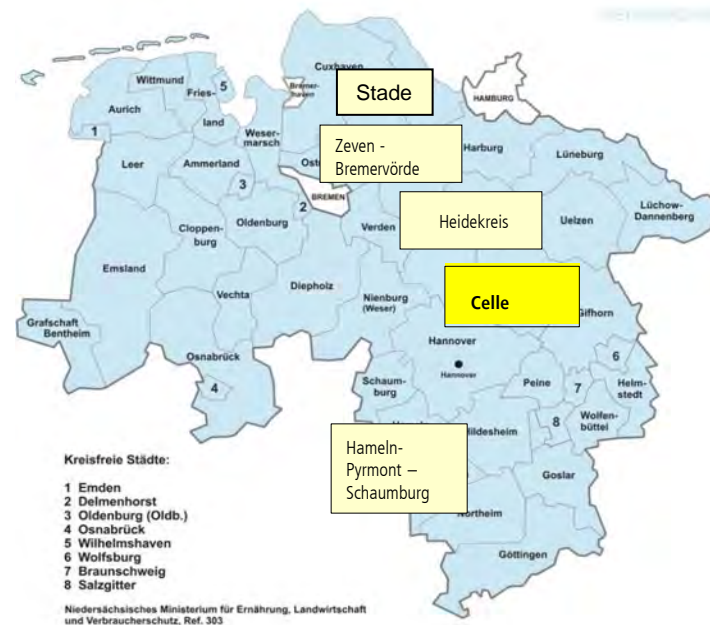 Cuxhaven
Stade
HAMBURG
Wittmund
5
Aurich
Fries-
land
Bremer-
haven
1
Weser-
marsch
Zeven -
Bremervörde
Harburg
Lüneburg
Leer
Ammerland
3
BREMEN
2
Oldenburg
Verden
Heidekreis
Uelzen
Lüchow-
Dannenberg
Cloppen-
burg
Emsland
Vechta
Diepholz
Nienburg
(Weser)
Celle
Gifhorn
Grafschaft
Bentheim
Hannover
Hannover
Osnabrück
4
Schaum-
burg
Peine
6
7
Helm-
stedt
8
Wolfen-
büttel
Hameln-
Pyrmont –
Schaumburg
Goslar
Northeim
Göttingen
Kreisfreie Städte:
1 Emden
2 Delmenhorst
3 Oldenburg (Oldb.)
4 Osnabrück
5 Wilhelmshaven
6 Wolfsburg
7 Braunschweig
8 Salzgitter
Niedersächsisches Ministerium für Ernährung, Landwirtschaft
und Verbraucherschutz, Ref. 303